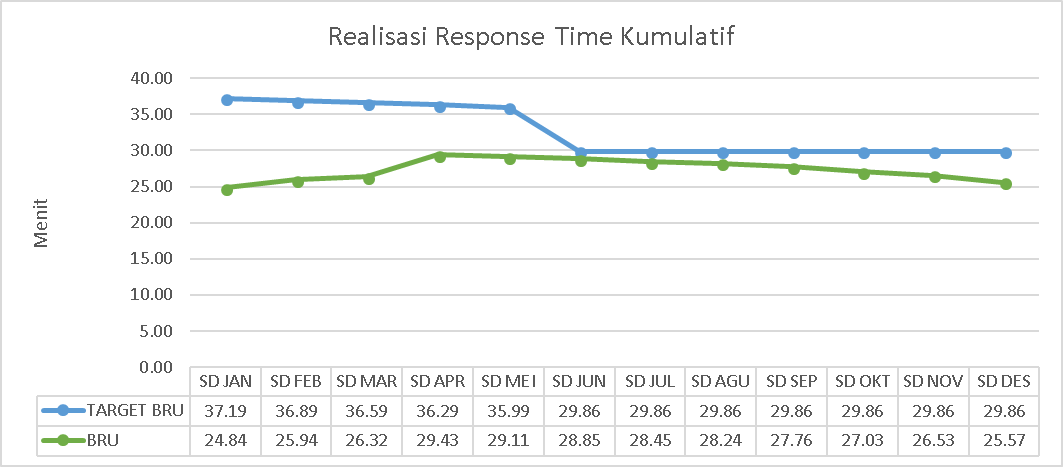 Realisasi Response Time Kumulatif
Menit
40.00
35.00
30.00
25.00
20.00
15.00
10.00
5.00
0.00
SD JAN SD FEB SD MAR SD APR SD MEI SD JUN SD JUL SD AGU SD SEP SD OKT SD NOV SD DES
TARGET BRU 37.19 36.89 36.59 36.29 35.99 29.86 29.86 29.86 29.86 29.86 29.86 29.86
BRU 24.84 25.94 26.32 29.43 29.11 28.85 28.45 28.24 27.76 27.03 26.53 25.57